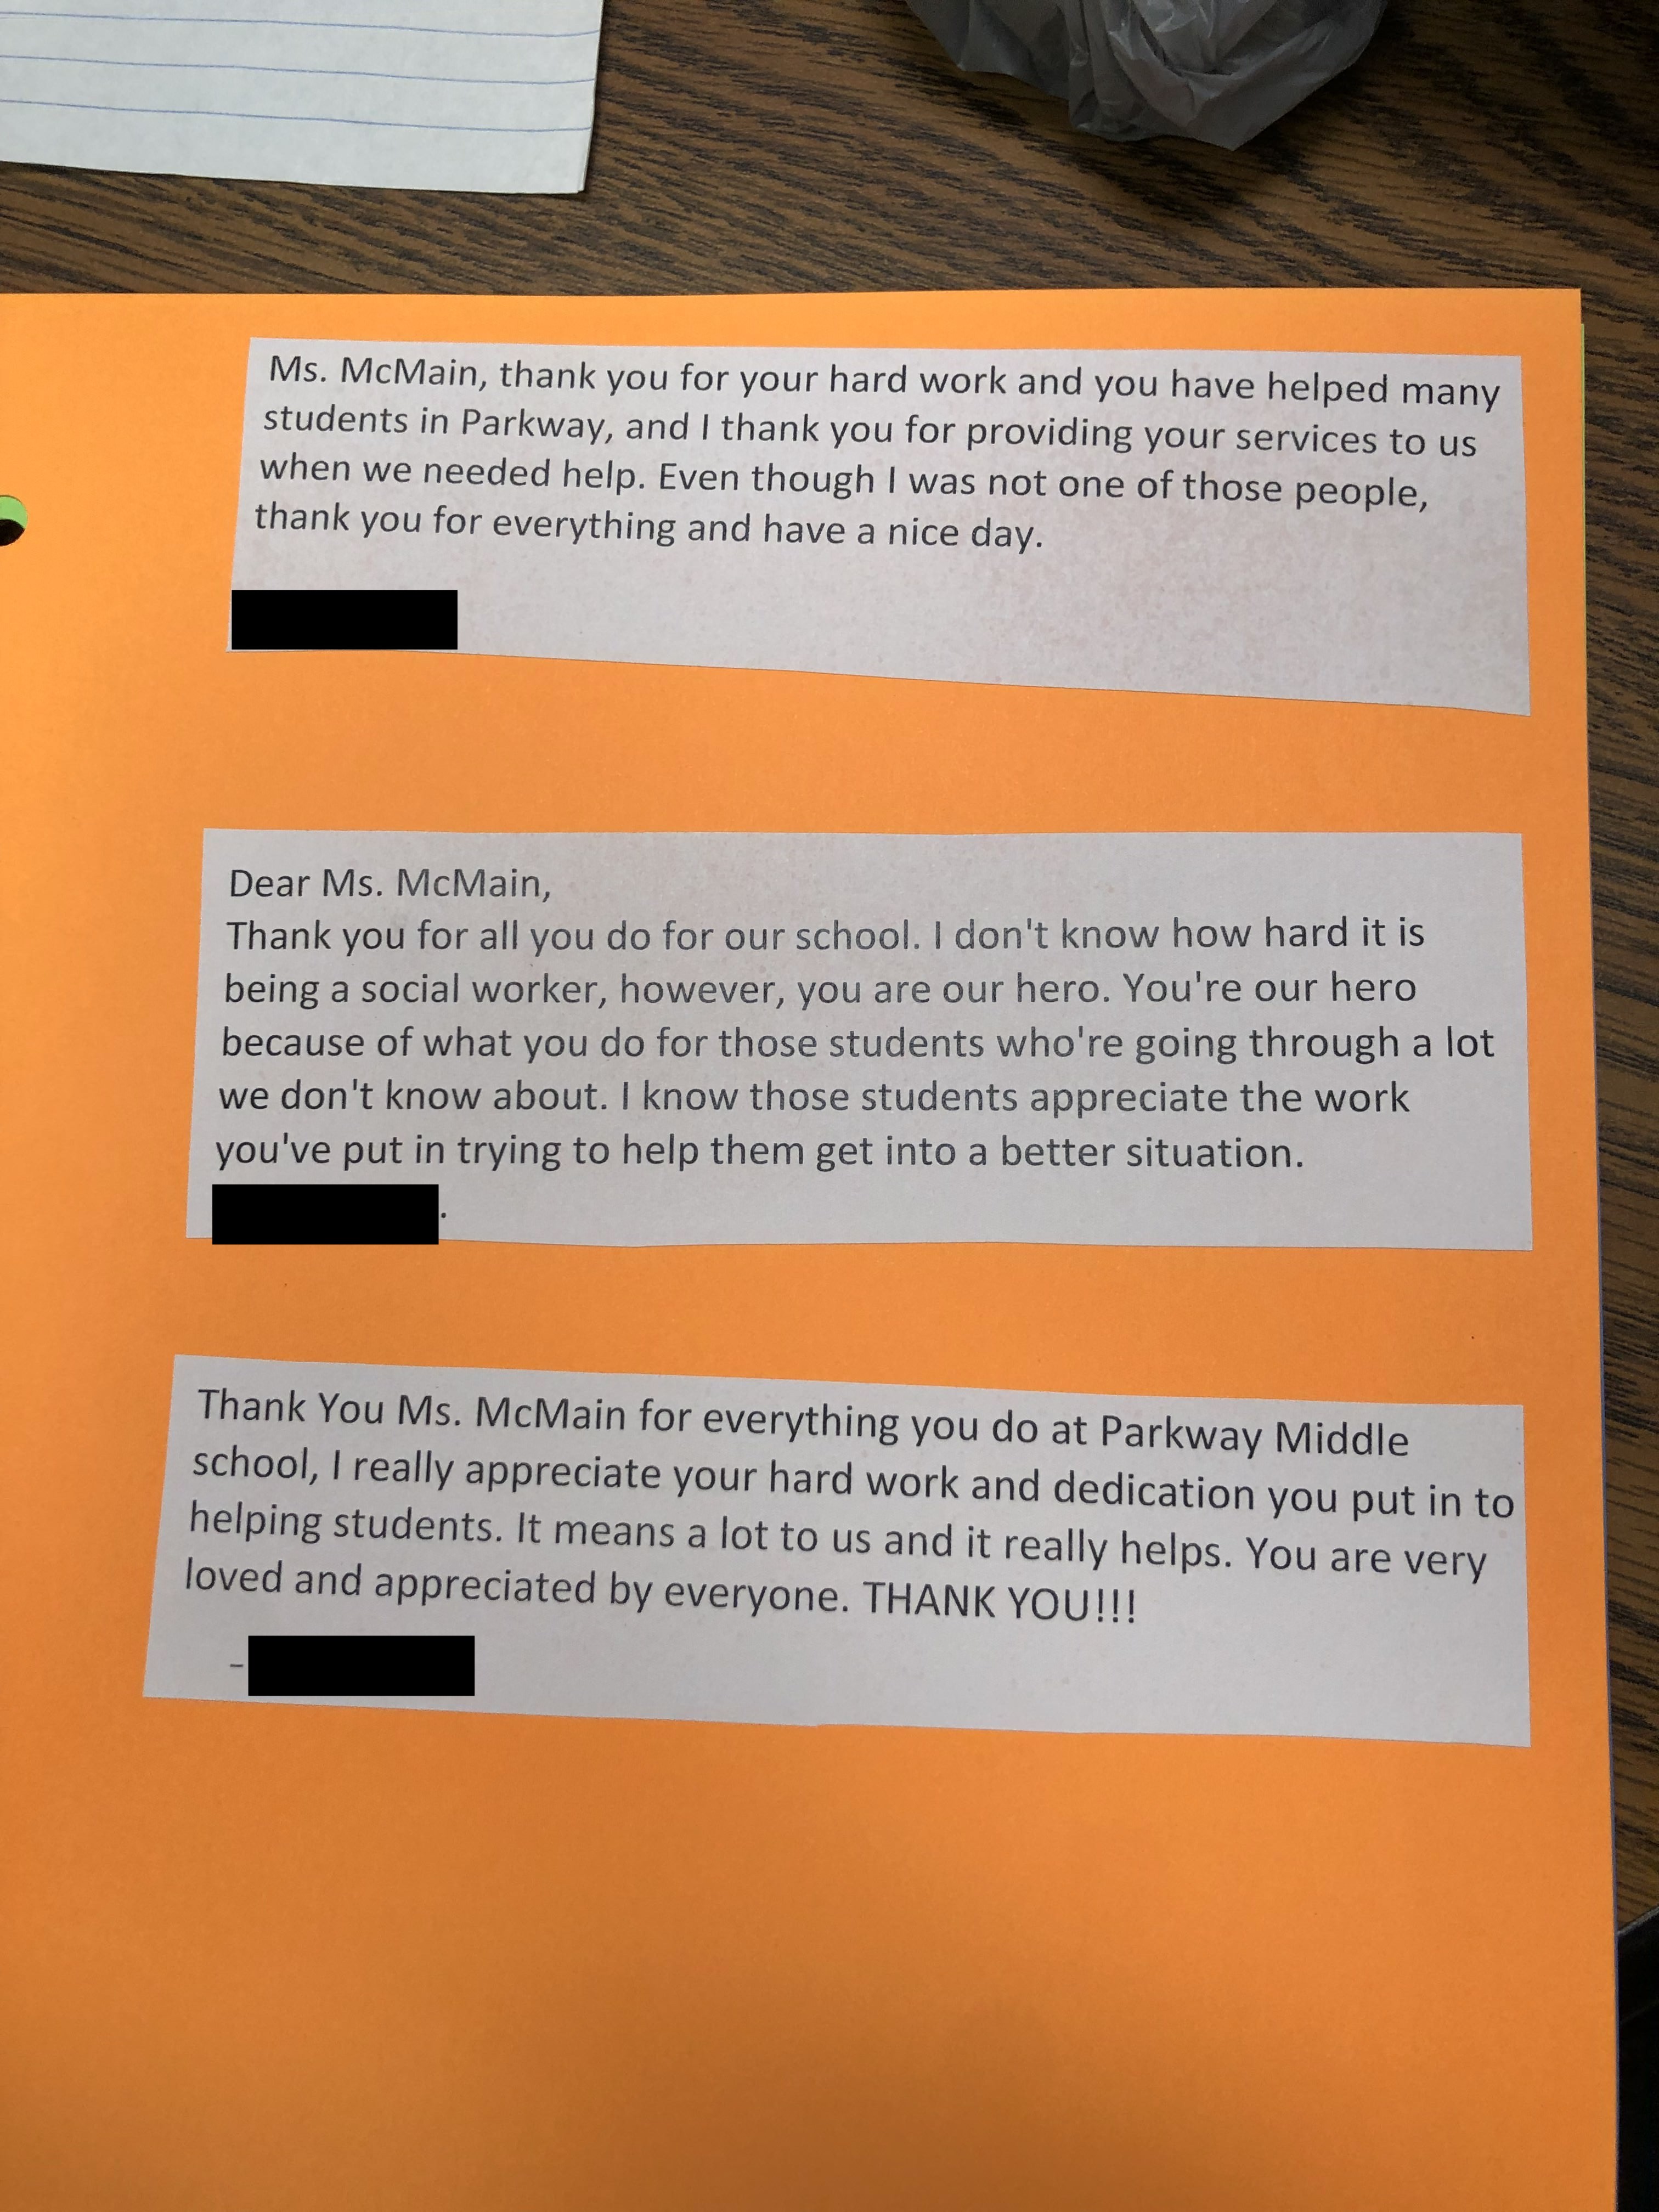 Ms. McMain, thank you for your hard work and you have helped many
students in Parkway, and I thank you for providing your services to us
when we needed help. Even though I was not one of those people,
thank you for everything and have a nice day.
Dear Ms. McMain,
Thank you for all you do for our school. I don't know how hard it is
being a social worker, however, you are our hero. You're our hero
because of what you do for those students who're going through a lot
we don't know about. I know those students appreciate the work
you've put in trying to help them get into a better situation.
.
Thank You Ms. McMain for everything you do at Parkway Middle
school, I really appreciate your hard work and dedication you put in to
helping students. It means a lot to us and it really helps. You are very
loved and appreciated by everyone. THANK YOU!!!
–